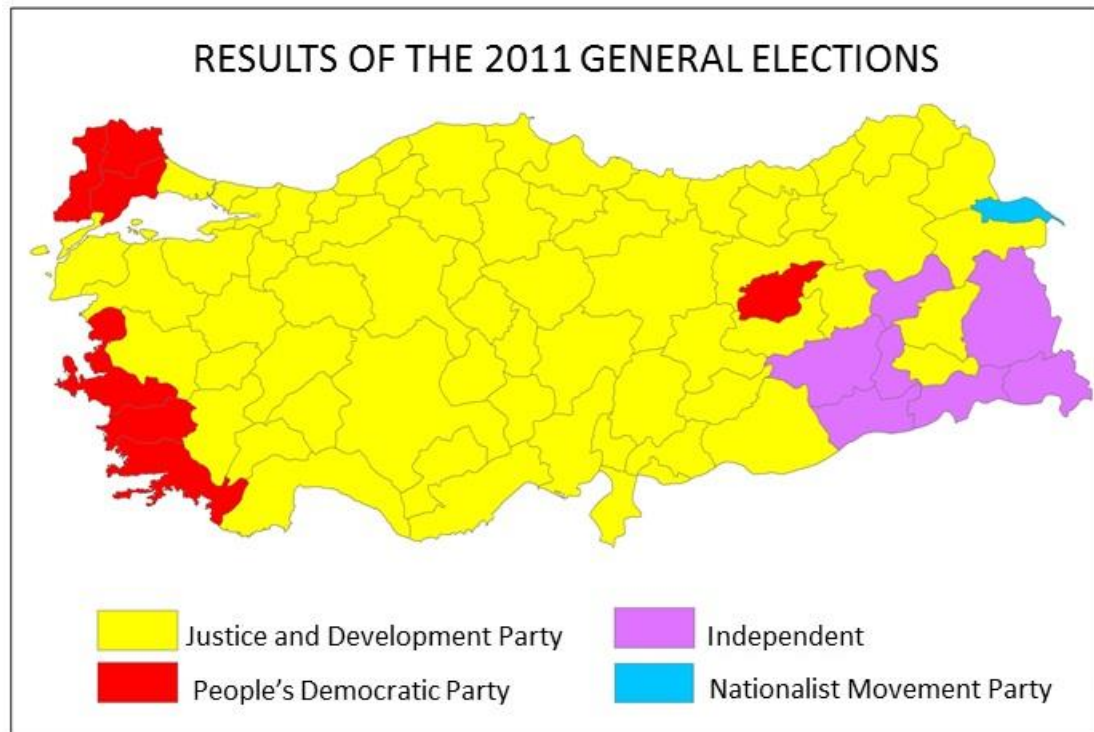 RESULTS OF THE 2011 GENERAL ELECTIONS
Justice and Development Party
Independent
People’s Democratic Party
Nationalist Movement Party